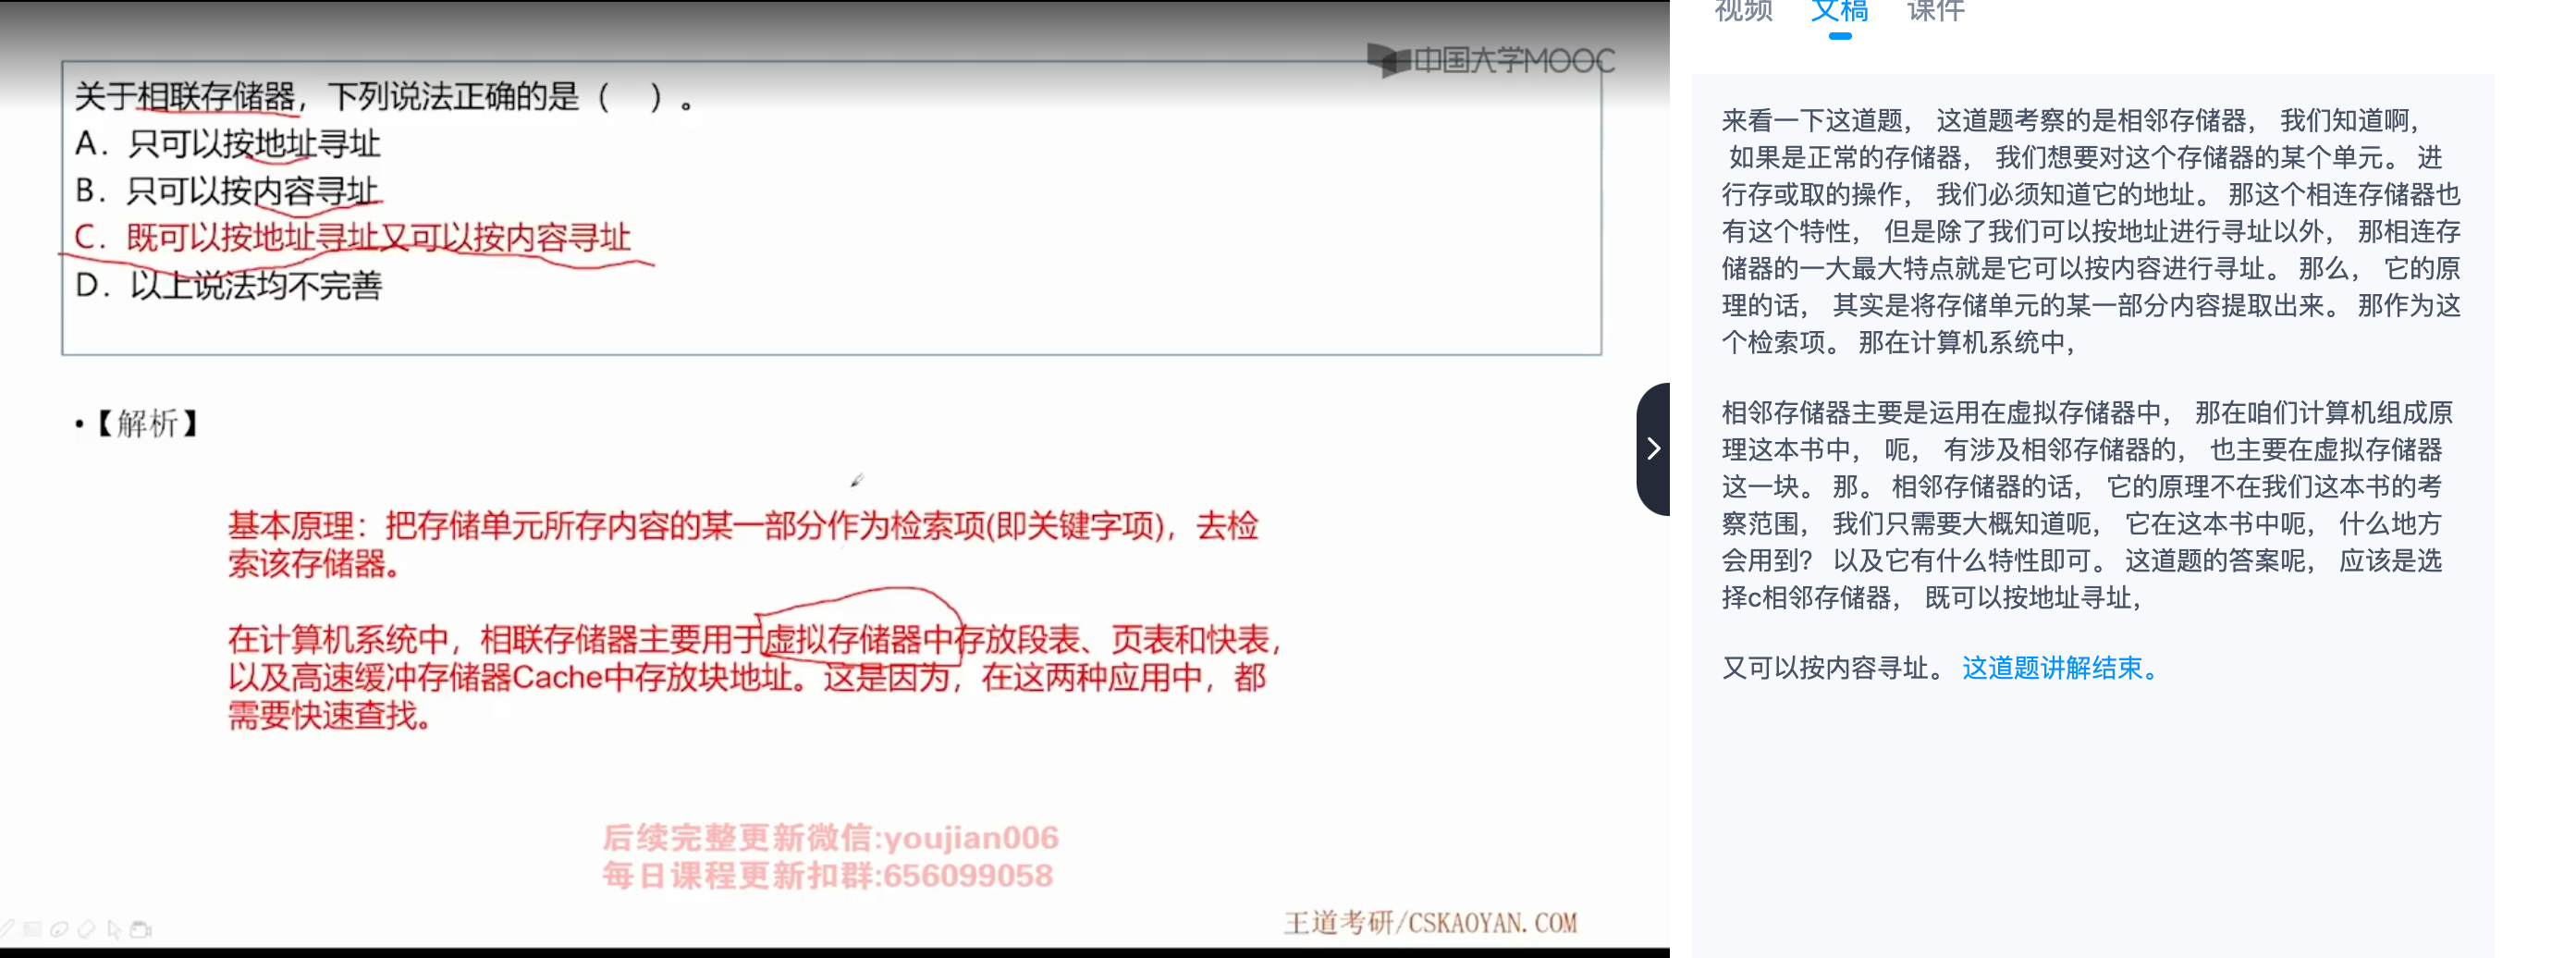 中国大学MOOC
关于相联存储器，下列说法正确的是（ ）。
A．只可以按地址寻址
B．只可以按内容寻址
C．既可以按地址寻址又可以按内容寻址
D．以上说法均不完善
•【解析】
基本原理：把存储单元所存内容的某一部分作为检索项(即关键字项)，去检
索该存储器。
在计算机系统中，相联存储器主要用于虚拟存储器中存放段表、页表和快表，
以及高速缓冲存储器Cache中存放块地址。这是因为，在这两种应用中，都
需要快速查找。
后续完整更新微信:youjian006
每日课程更新扣群:656099058
王道考研/CSKAOYAN.COM
视频 文稿 课件
来看一下这道题， 这道题考察的是相邻存储器， 我们知道啊，
如果是正常的存储器， 我们想要对这个存储器的某个单元。 进
行存或取的操作， 我们必须知道它的地址。 那这个相连存储器也
有这个特性， 但是除了我们可以按地址进行寻址以外， 那相连存
储器的一大最大特点就是它可以按内容进行寻址。 那么， 它的原
理的话， 其实是将存储单元的某一部分内容提取出来。 那作为这
个检索项。 那在计算机系统中，
相邻存储器主要是运用在虚拟存储器中， 那在咱们计算机组成原
理这本书中， 呃， 有涉及相邻存储器的， 也主要在虚拟存储器
这一块。 那。 相邻存储器的话， 它的原理不在我们这本书的考
察范围， 我们只需要大概知道呃， 它在这本书中呃， 什么地方
会用到？ 以及它有什么特性即可。 这道题的答案呢， 应该是选
择c相邻存储器， 既可以按地址寻址，
又可以按内容寻址。 这道题讲解结束。